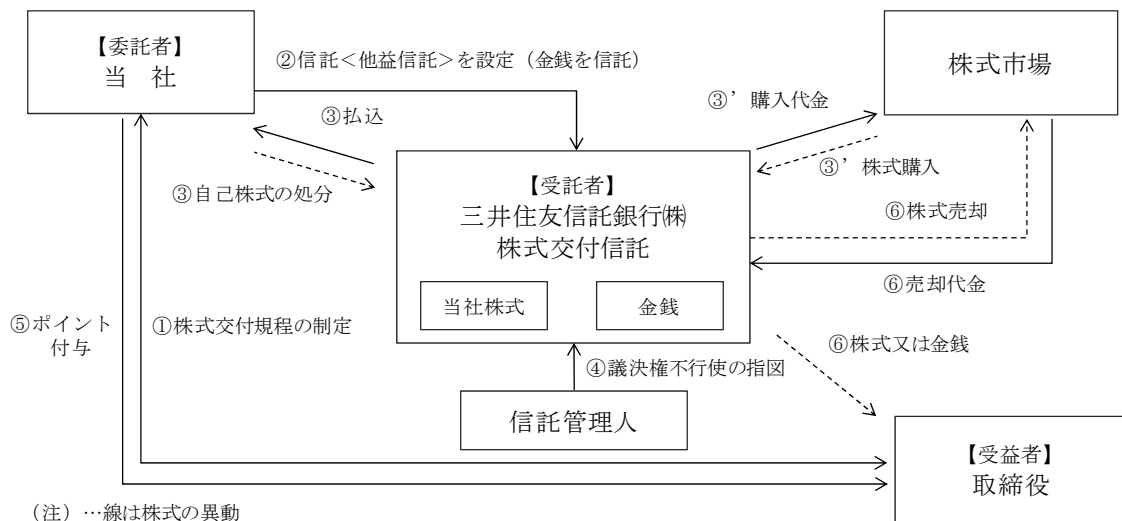 【委託者】
当　社
②信託＜他益信託＞を設定（金銭を信託）
株式市場
③払込
③’購入代金
③自己株式の処分
③’株式購入
【受託者】
三井住友信託銀行㈱
株式交付信託
当社株式
金銭
⑥株式売却
⑥売却代金
⑤ポイント
付与
①株式交付規程の制定
⑥株式又は金銭
④議決権不行使の指図
信託管理人
【受益者】
取締役
（注）…線は株式の異動